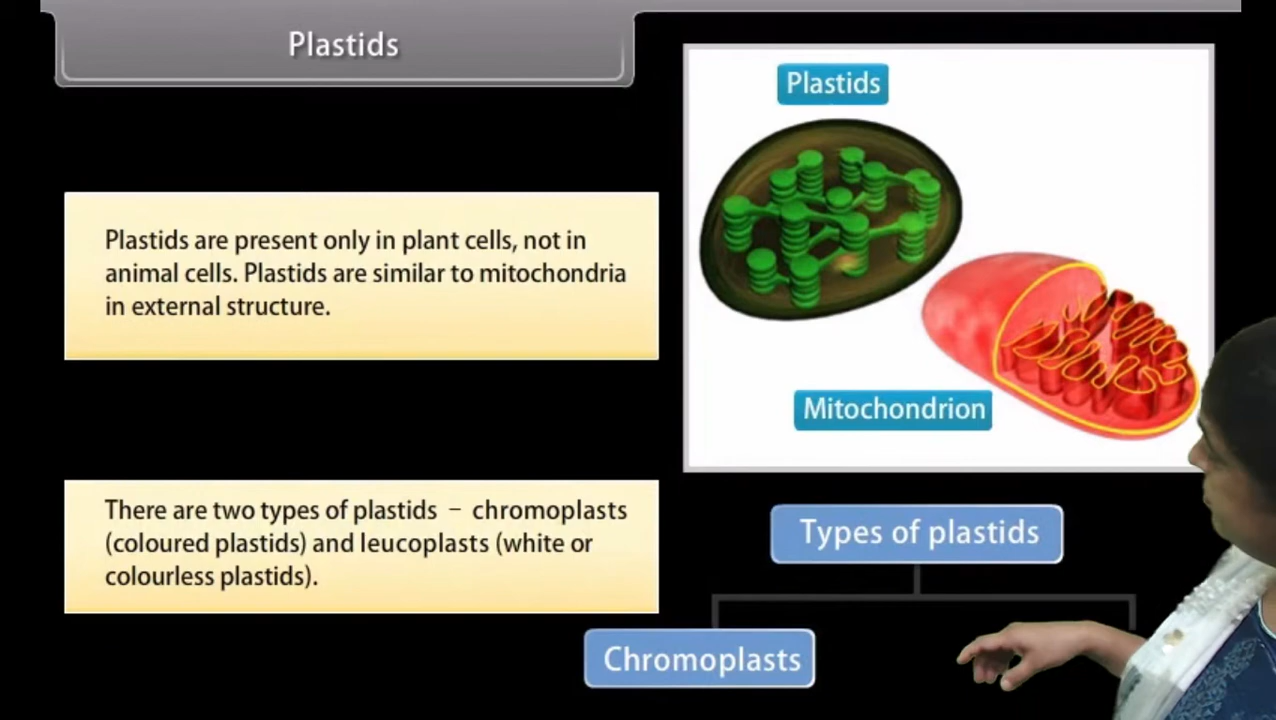 Plastids
Plastids are present only in plant cells, not in
animal cells. Plastids are similar to mitochondria
in external structure.
There are two types of plastids – chromoplasts
(coloured plastids) and leucoplasts (white or
colourless plastids).
Plastids
Mitochondrion
Types of plastids
Chromoplasts